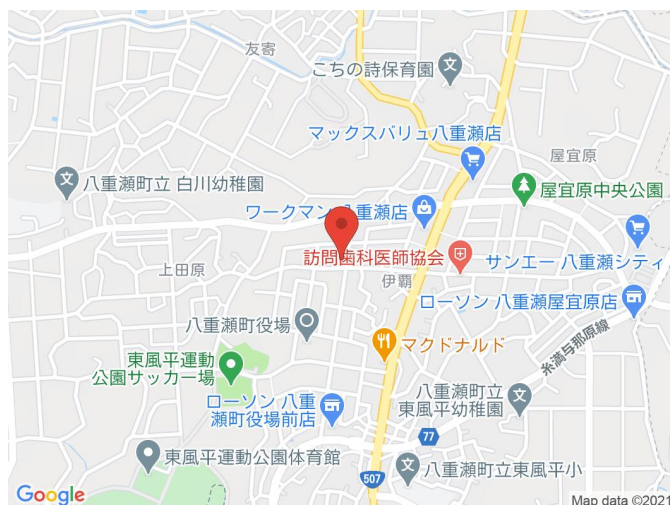 友寄
こちの詩保育園
マックスバリュ八重瀬店
屋宜原
八重瀬町立 白川幼稚園
ワークマン 八重瀬店
屋宜原中央公園
訪問歯科医師協会
サンエー 八重瀬シティ
上田原
伊覇
ローソン 八重瀬屋宜原店
八重瀬町役場
マクドナルド
糸満与那原線
東風平運動
公園サッカー場
八重瀬町立
東風平幼稚園
ローソン 八重
瀬町役場前店
77
東風平運動公園体育館
507
八重瀬町立東風平小
Google
Map data ©2021